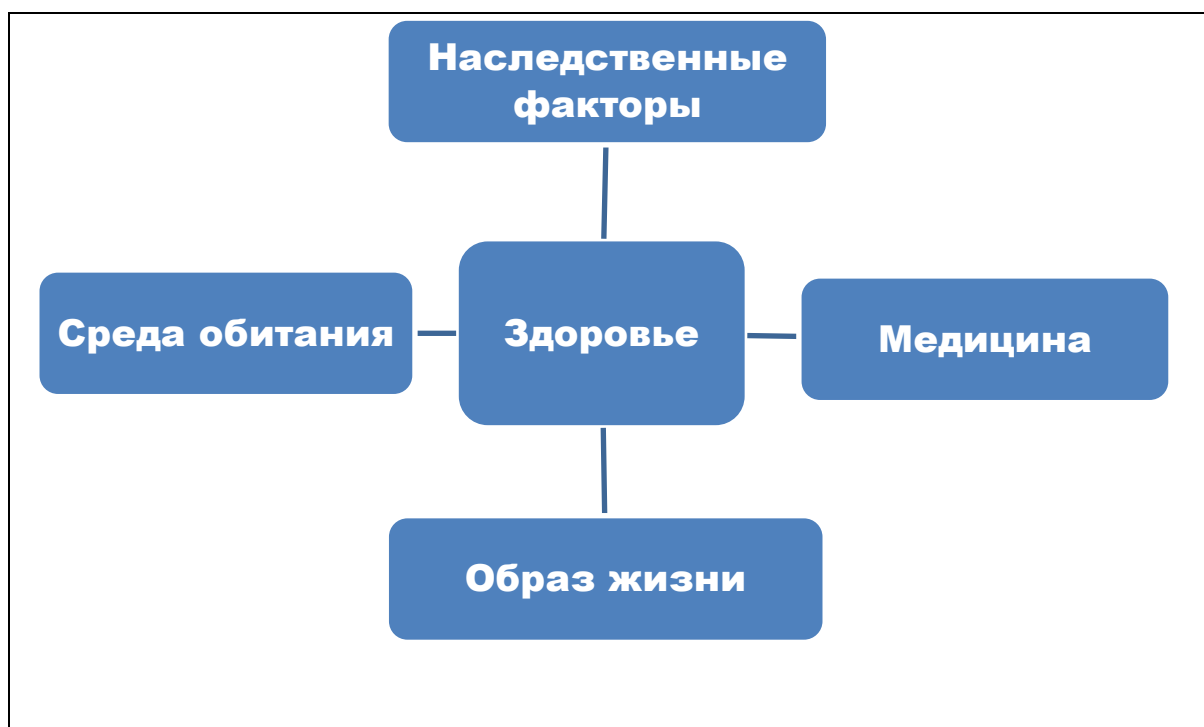 Наследственные
факторы
Среда обитания
Здоровье
Медицина
Образ жизни